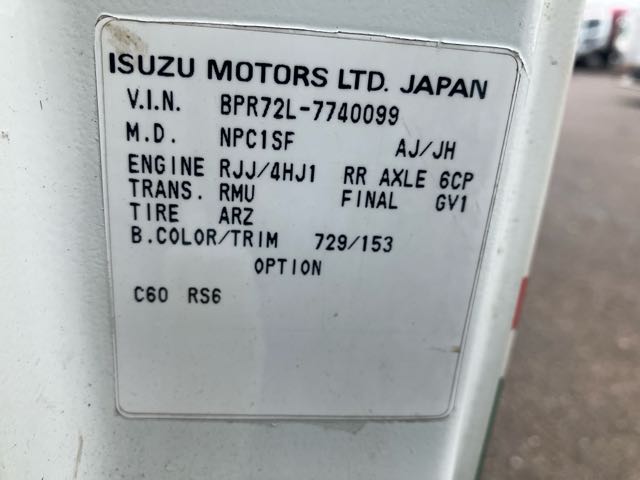 ISUZU MOTORS LTD. JAPAN
V.I.N. BPR72L-7740099
M.D. NPC1SF AJ/JH
ENGINE RJJ/4HJ1 RR AXLE 6CP
TRANS. RMU FINAL GV1
TIRE ARZ
B.COLOR/TRIM 729/153
OPTION
C60 RS6